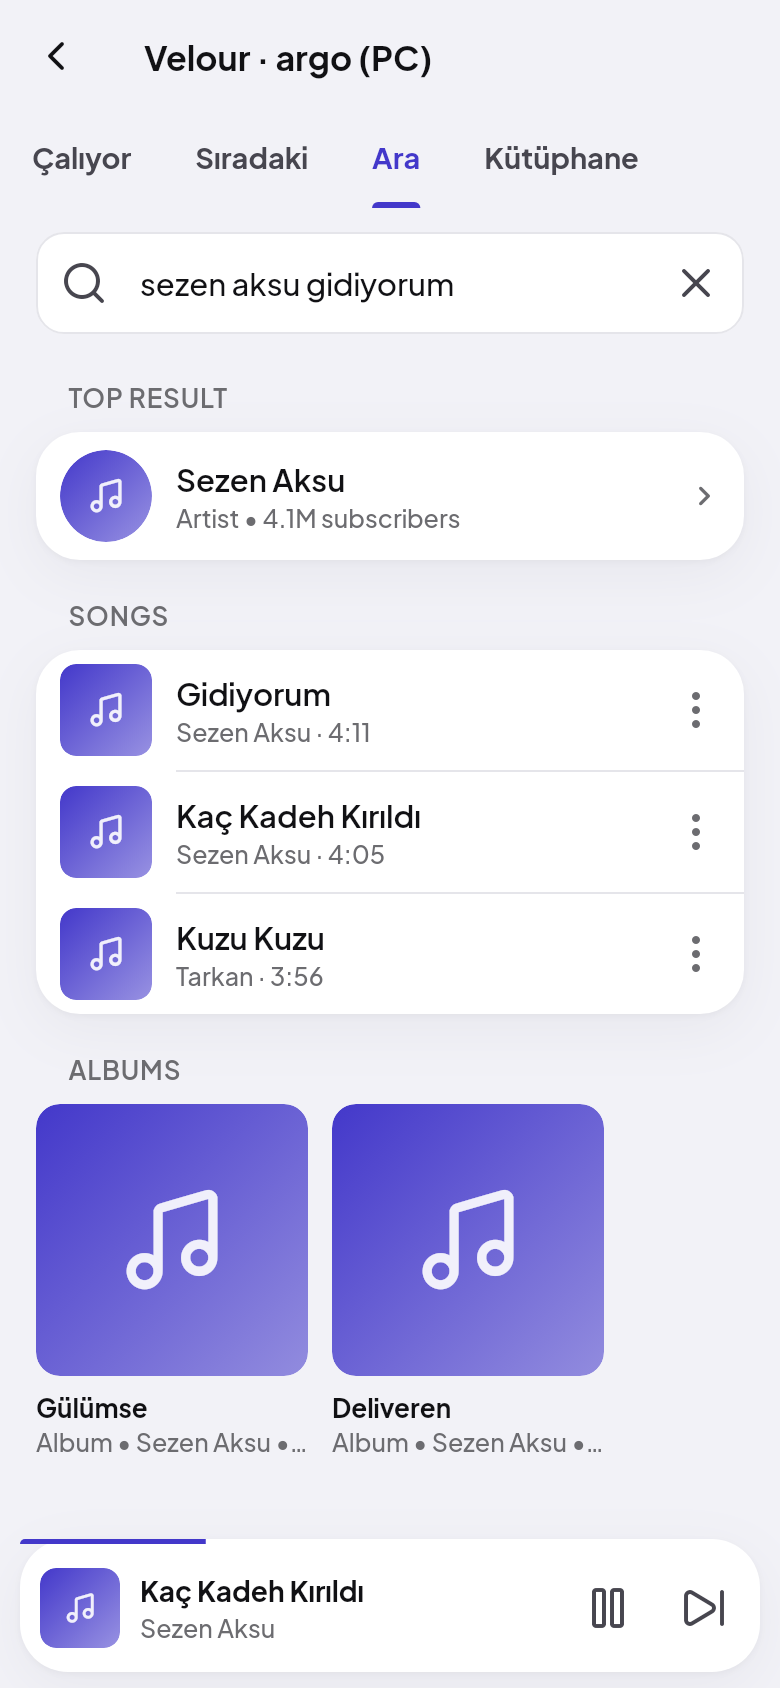 Velour · argo (PC)
Çalıyor Sıradaki Ara Kütüphane
sezen aksu gidiyorum
TOP RESULT
Sezen Aksu
Artist • 4.1M subscribers
SONGS
Gidiyorum
Sezen Aksu · 4:11
Kaç Kadeh Kırıldı
Sezen Aksu · 4:05
Kuzu Kuzu
Tarkan · 3:56
ALBUMS
Gülümse
Album • Sezen Aksu •…
Deliveren
Album • Sezen Aksu •…
Kaç Kadeh Kırıldı
Sezen Aksu